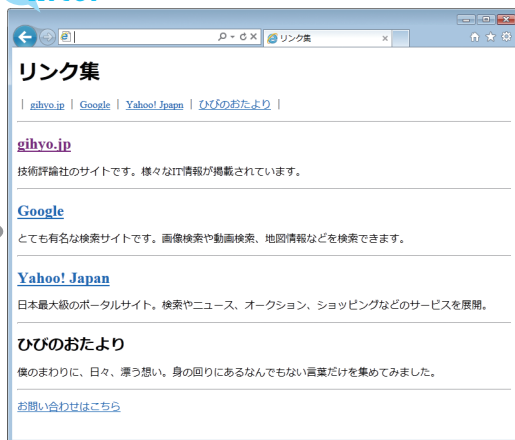 リンク集
リンク集
| gihyo.jp | Google | Yahoo! Jpapn | ひびのおたより |
gihyo.jp
技術評論社のサイトです。様々なIT情報が掲載されています。
Google
とても有名な検索サイトです。画像検索や動画検索、地図情報などを検索できます。
Yahoo! Japan
日本最大級のポータルサイト。検索やニュース、オークション、ショッピングなどのサービスを展開。
ひびのおたより
僕のまわりに、日々、漂う想い。身の回りにあるなんでもない言葉だけを集めてみました。
お問い合わせはこちら